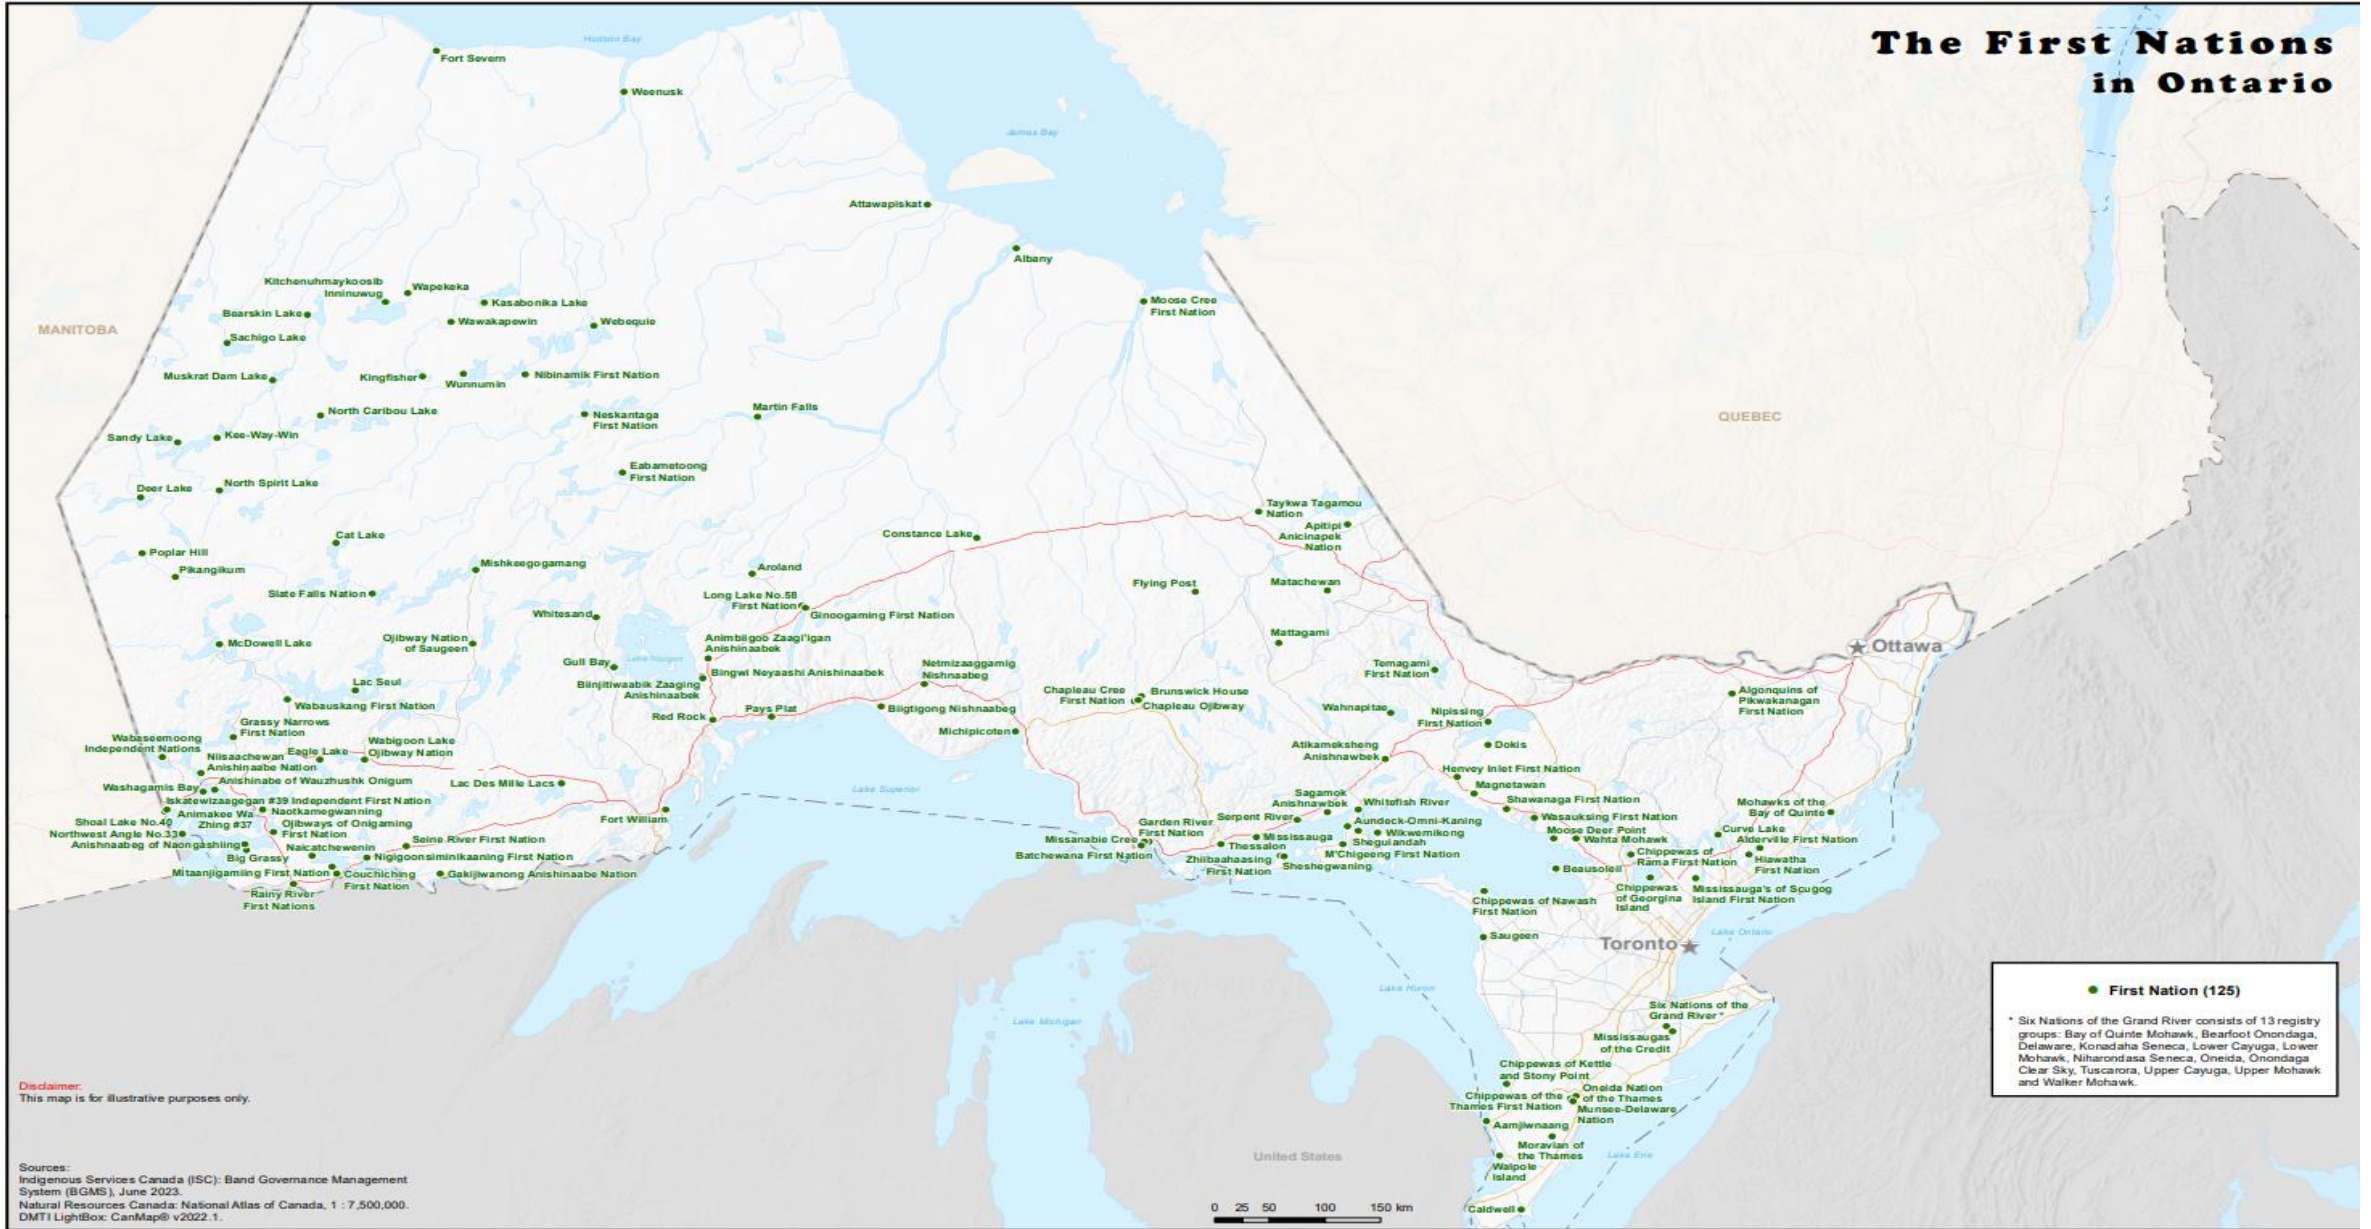 The First Nations
in Ontario
Hudson Bay
Fort Severn
Weenusk
James Bay
Attawapiskat
Albany
Kitchenuhmaykoosib
Inninuwug
Wapekeka
Kasabonika Lake
Moose Cree
First Nation
Bearskin Lake
Wawakapewin
Webequie
MANITOBA
Sachigo Lake
Muskrat Dam Lake
Kingfisher
Wunnumin
Nibinamik First Nation
North Caribou Lake
Neskantaga
First Nation
Martin Falls
QUEBEC
Sandy Lake
Kee-Way-Win
Eabametoong
First Nation
Deer Lake
North Spirit Lake
Taykwa Tagamou
Nation
Apitipi
Anicinapek
Nation
Cat Lake
Constance Lake
Poplar Hill
Pikangikum
Mishkeegogamang
Aroland
Flying Post
Matachewan
Slate Falls Nation
Long Lake No.58
First Nation
Ginoogaming First Nation
Whitesand
McDowell Lake
Ojibway Nation
of Saugeen
Animbiigoo Zaagi'igan
Anishinaabek
Mattagami
Ottawa
Gull Bay
Lake Nipigon
Bingwi Neyaashi Anishinaabek
Netmizaaggamig
Nishnaabeg
Temagami
First Nation
Biinjitiwaabik Zaaging
Anishinaabek
Lac Seul
Wabauskang First Nation
Chapleau Cree
First Nation
Brunswick House
Chapleau Ojibway
Algonquins of
Pikwakanagan
First Nation
Red Rock
Pays Plat
Biigtigong Nishnaabeg
Wahnapitae
Nipissing
First Nation
Grassy Narrows
First Nation
Michipicoten
Wabaseemoong
Independent Nations
Eagle Lake
Wabigoon Lake
Ojibway Nation
Atikameksheng
Anishnawbek
Dokis
Niisaachewan
Anishinaabe Nation
Henvey Inlet First Nation
Anishinabe of Wauzhushk Onigum
Washagamis Bay
Lac Des Mille Lacs
Lake Superior
Magnetawan
Iskatewizaagegan #39 Independent First Nation
Sagamok
Anishnawbek
Whitefish River
Shawanaga First Nation
Mohawks of the
Bay of Quinte
Shoal Lake No.40
Animakee Wa
Zhing #37
Naotkamegwanning
Fort William
Serpent River
Aundeck-Omni-Kaning
Wasauksing First Nation
Northwest Angle No.33
Ojibways of Onigaming
First Nation
Garden River
First Nation
Mississauga
Wikwemikong
Moose Deer Point
Curve Lake
Anishnaabeg of Naongashiing
Seine River First Nation
Missanabie Cree
Thessalon
Shegulandah
Wahta Mohawk
Alderville First Nation
Big Grassy
Naicatchewenin
Nigigoonsiminikaaning First Nation
Batchewana First Nation
Zhiibaahaasing
First Nation
M'Chigeeng First Nation
Chippewas of
Rama First Nation
Hiawatha
First Nation
Sheshegwaning
Beausoleil
Mitaanjigamiing First Nation
Couchiching
First Nation
Gakijiwanong Anishinaabe Nation
Rainy River
First Nations
Chippewas
of Georgina
Island
Mississauga's of Scugog
Island First Nation
Chippewas of Nawash
First Nation
Saugeen
Toronto
Lake Ontario
Lake Huron
Lake Michigan
Six Nations of the
Grand River *
Mississaugas
of the Credit
First Nation (125)
* Six Nations of the Grand River consists of 13 registry
groups: Bay of Quinte Mohawk, Bearfoot Onondaga,
Delaware, Konadaha Seneca, Lower Cayuga, Lower
Mohawk, Niharondasa Seneca, Oneida, Onondaga
Clear Sky, Tuscarora, Upper Cayuga, Upper Mohawk
and Walker Mohawk.
Chippewas of Kettle
and Stony Point
Oneida Nation
of the Thames
Chippewas of the
Thames First Nation
Munsee-Delaware
Nation
Aamjiwnaang
Moravian of
the Thames
Walpole
Island
Lake Erie
United States
Caldwell
0 25 50 100 150 km
Disclaimer:
This map is for illustrative purposes only.
Sources:
Indigenous Services Canada (ISC): Band Governance Management
System (BGMS), June 2023.
Natural Resources Canada: National Atlas of Canada, 1 : 7,500,000.
DMTI LightBox: CanMap® v2022.1.